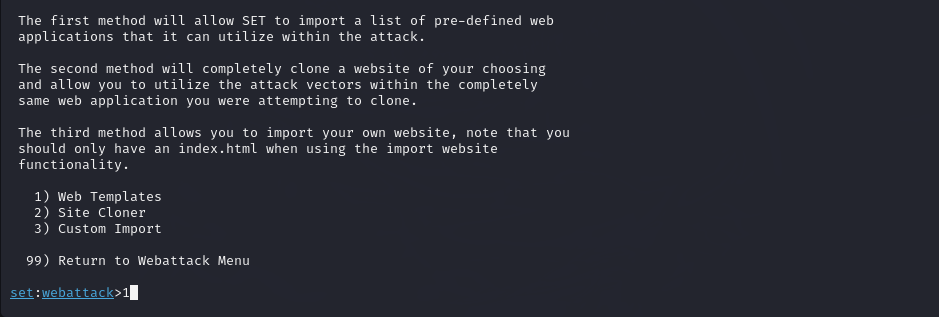 The first method will allow SET to import a list of pre-defined web
applications that it can utilize within the attack.
The second method will completely clone a website of your choosing
and allow you to utilize the attack vectors within the completely
same web application you were attempting to clone.
The third method allows you to import your own website, note that you
should only have an index.html when using the import website
functionality.
1) Web Templates
2) Site Cloner
3) Custom Import
99) Return to Webattack Menu
set:webattack>1